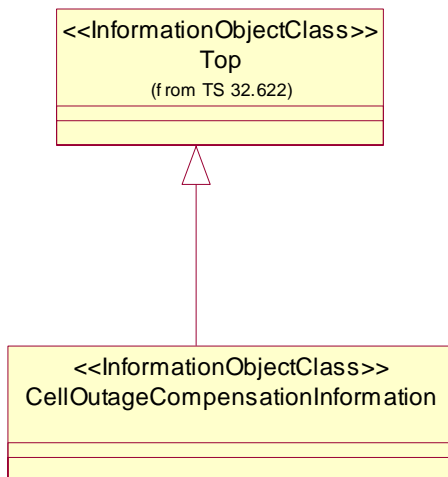 <<InformationObjectClass>>
Top
(from TS 32.622)
<<InformationObjectClass>>
CellOutageCompensationInformation